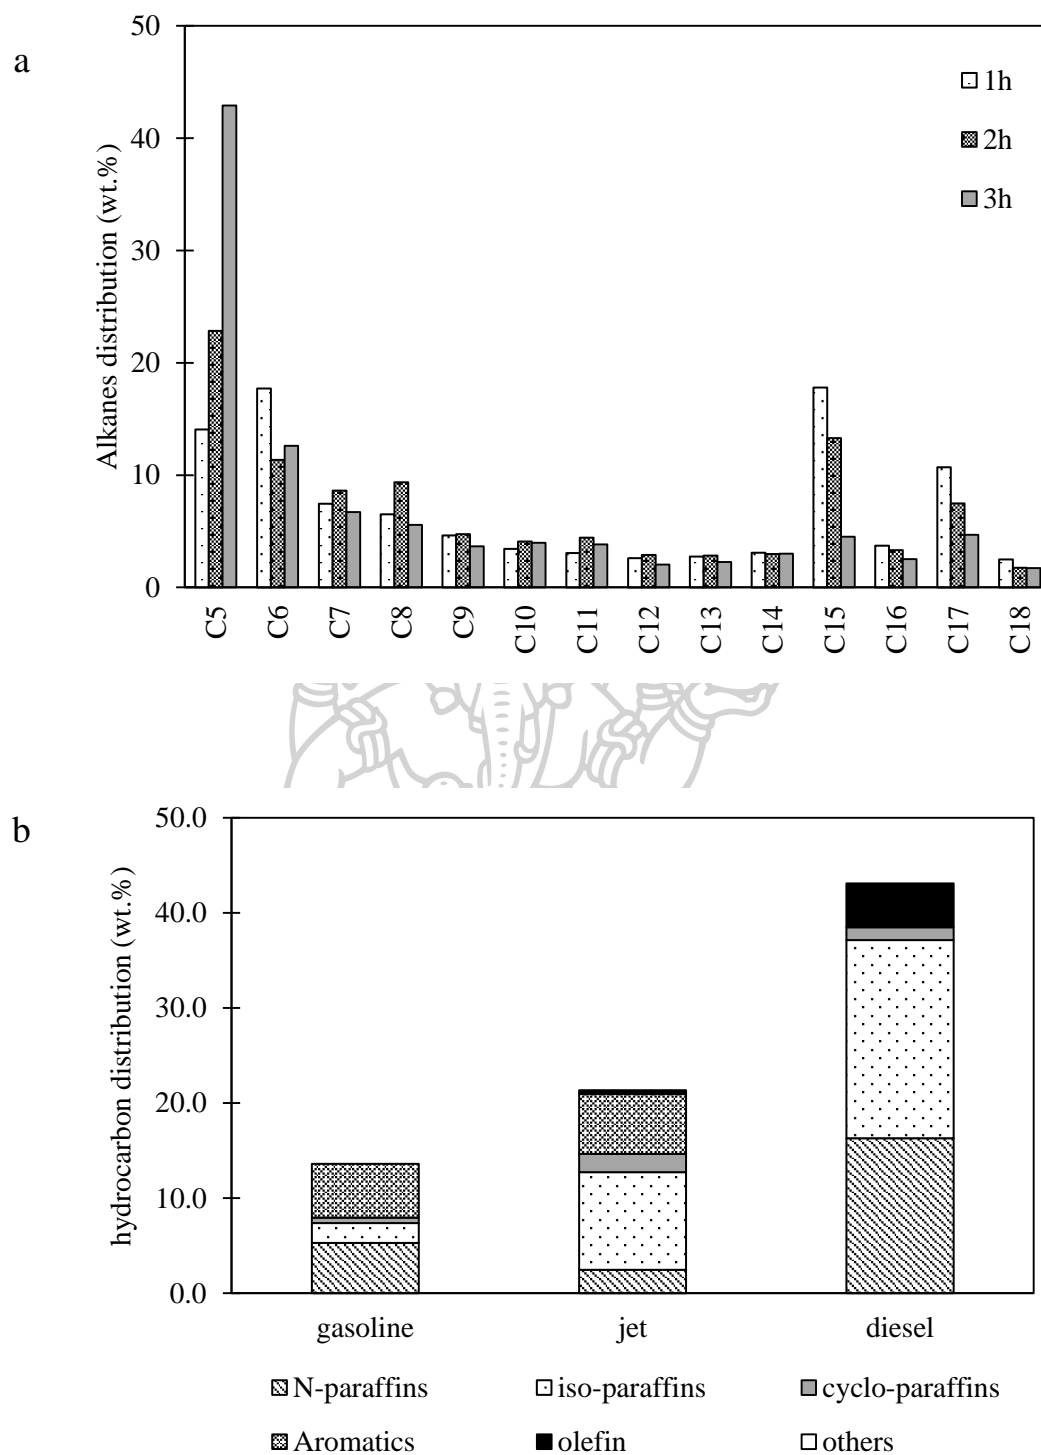 a
Alkanes distribution (wt.%)
50
40
30
20
10
0
1h
2h
3h
C5 C6 C7 C8 C9 C10 C11 C12 C13 C14 C15 C16 C17 C18
b
hydrocarbon distribution (wt.%)
50.0
40.0
30.0
20.0
10.0
0.0
gasoline jet diesel
N-paraffins iso-paraffins cyclo-paraffins
Aromatics olefin others